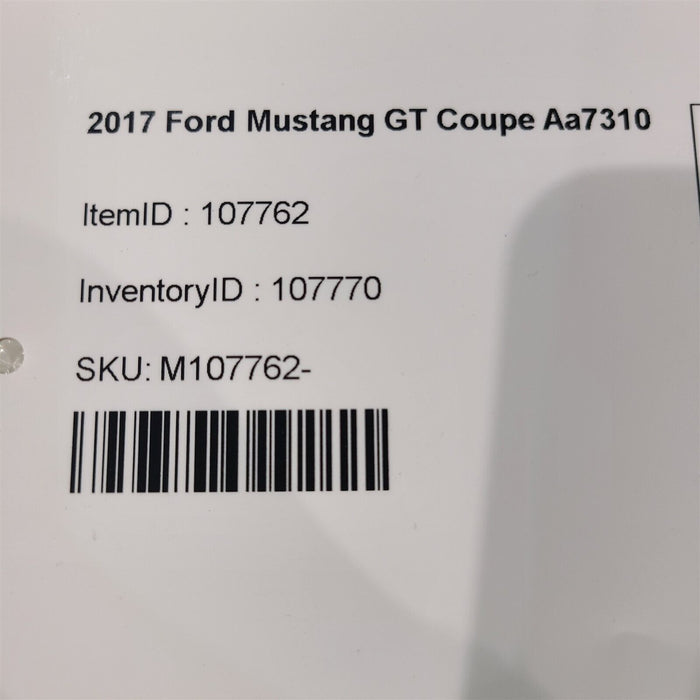 2017 Ford Mustang GT Coupe Aa7310
ItemID : 107762
InventoryID : 107770
SKU: M107762-